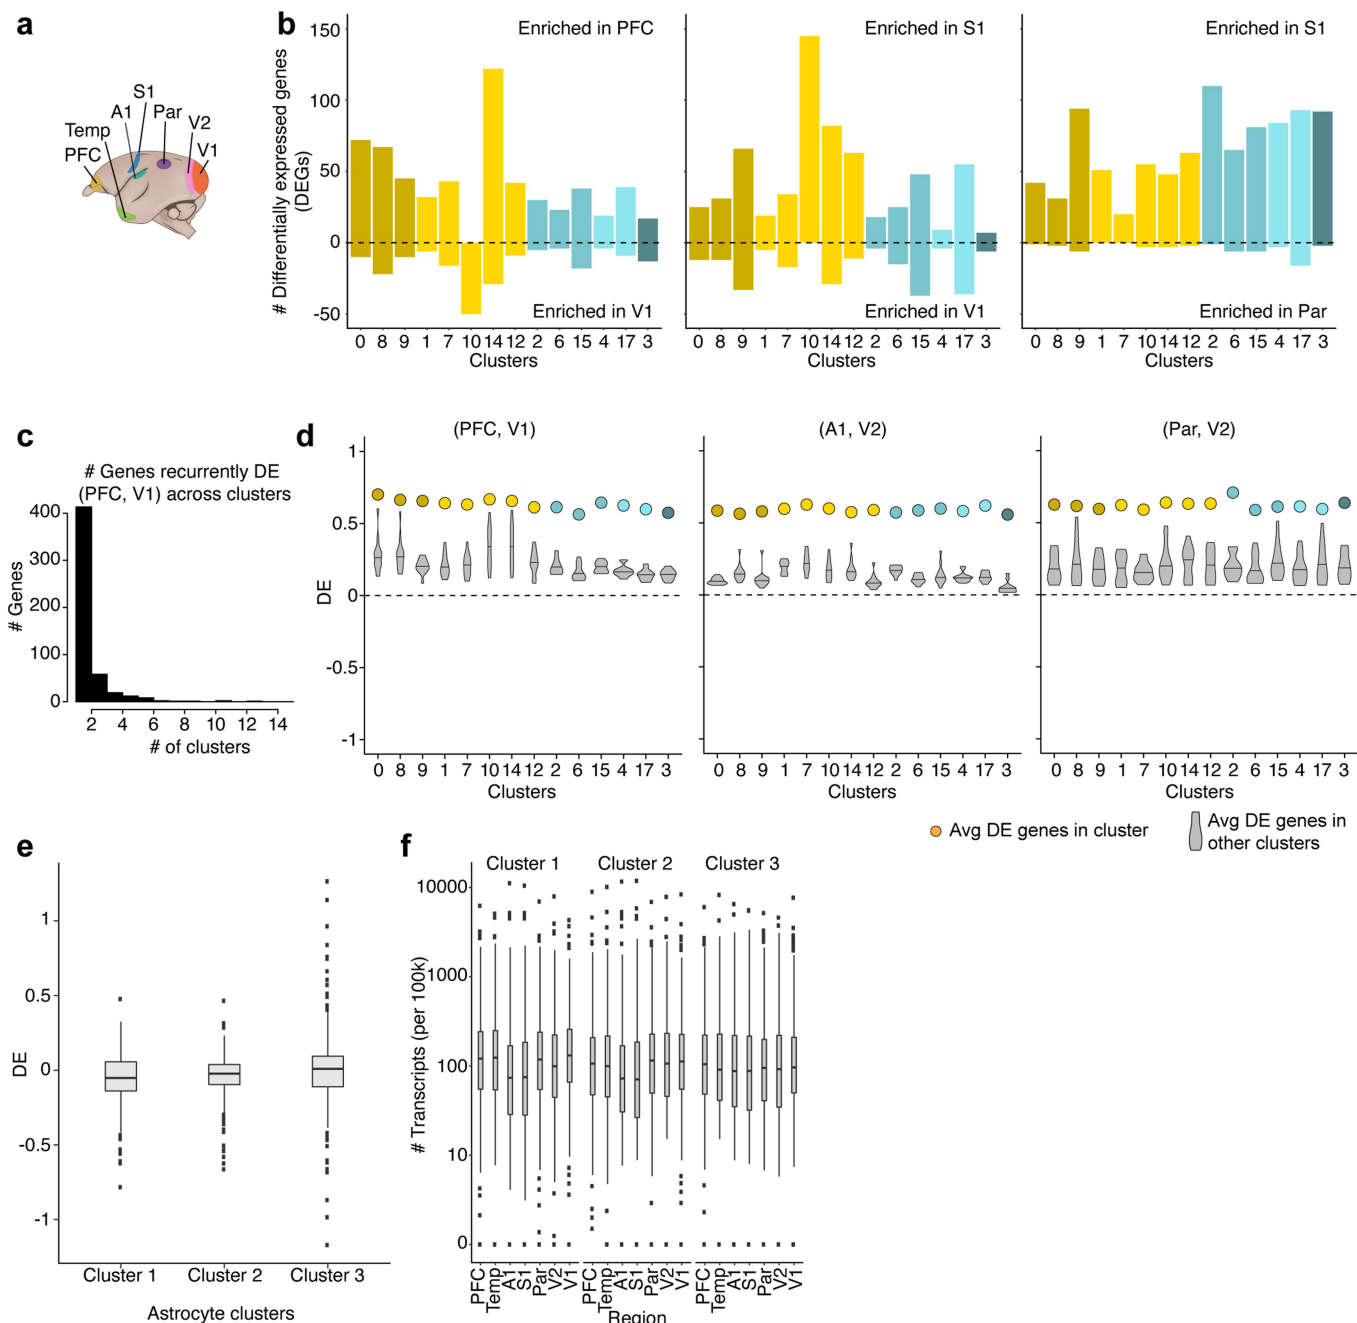 a
S1
A1
Par
V2
Temp
V1
PFC
b
# Differentially expressed genes
(DEGs)
150
100
50
0
-50
Enriched in PFC
Enriched in V1
0 8 9 1 7 10 14 12 2 6 15 4 17 3
Clusters
Enriched in S1
Enriched in V1
0 8 9 1 7 10 14 12 2 6 15 4 17 3
Clusters
Enriched in S1
Enriched in Par
0 8 9 1 7 10 14 12 2 6 15 4 17 3
Clusters
c
# Genes recurrently DE
(PFC, V1) across clusters
# Genes
400
300
400
100
0
2 4 6 8 10 12 14
# of clusters
d
DE
1
0.5
0
-0.5
-1
(PFC, V1)
0 8 9 1 7 10 14 12 2 6 15 4 17 3
Clusters
(A1, V2)
0 8 9 1 7 10 14 12 2 6 15 4 17 3
Clusters
(Par, V2)
0 8 9 1 7 10 14 12 2 6 15 4 17 3
Clusters
Avg DE genes in cluster
Avg DE genes in
other clusters
e
DE
1
0.5
0
-0.5
-1
Cluster 1 Cluster 2 Cluster 3
Astrocyte clusters
f
# Transcripts (per 100k)
10000
1000
100
10
0
Cluster 1 Cluster 2 Cluster 3
PFC Temp A1 S1 Par V2 V1 PFC Temp A1 S1 Par V2 V1 PFC Temp A1 S1 Par V2 V1
Region